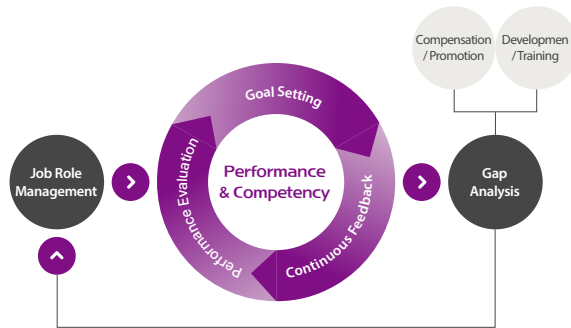 Compensation
/ Promotion
Developmen
/ Training
Goal Setting
Job Role
Management
Performance Evaluation
Performance
& Competency
Continuous Feedback
Gap
Analysis